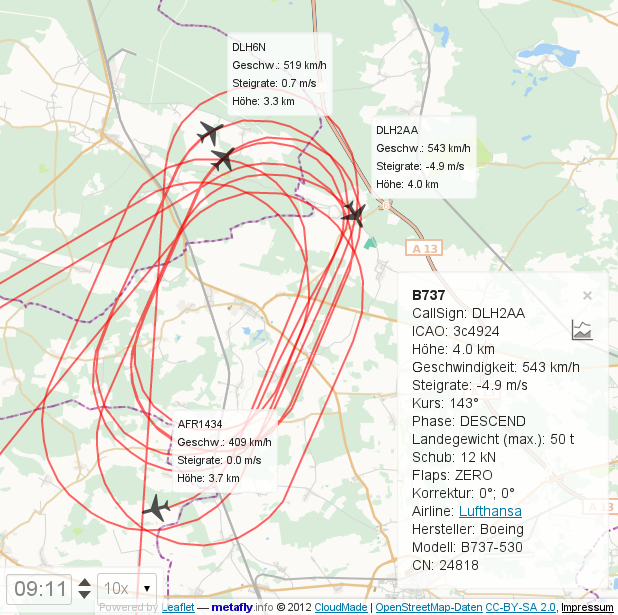 DLH6N
Geschw.: 519 km/h
Steigrate: 0.7 m/s
Höhe: 3.3 km
DLH2AA
Geschw.: 543 km/h
Steigrate: -4.9 m/s
Höhe: 4.0 km
A 13
B737
×
CallSign: DLH2AA
ICAO: 3c4924
Höhe: 4.0 km
Geschwindigkeit: 543 km/h
Steigrate: -4.9 m/s
Kurs: 143°
Phase: DESCEND
Landegewicht (max.): 50 t
Schub: 12 kN
Flaps: ZERO
Korrektur: 0°; 0°
Airline: Lufthansa
Hersteller: Boeing
Modell: B737-530
CN: 24818
AFR1434
Geschw.: 409 km/h
Steigrate: 0.0 m/s
Höhe: 3.7 km
A 13
09:11
10x
Powered by Leaflet — metafly.info © 2012 CloudMade | OpenStreetMap-Daten CC-BY-SA 2.0, Impressum